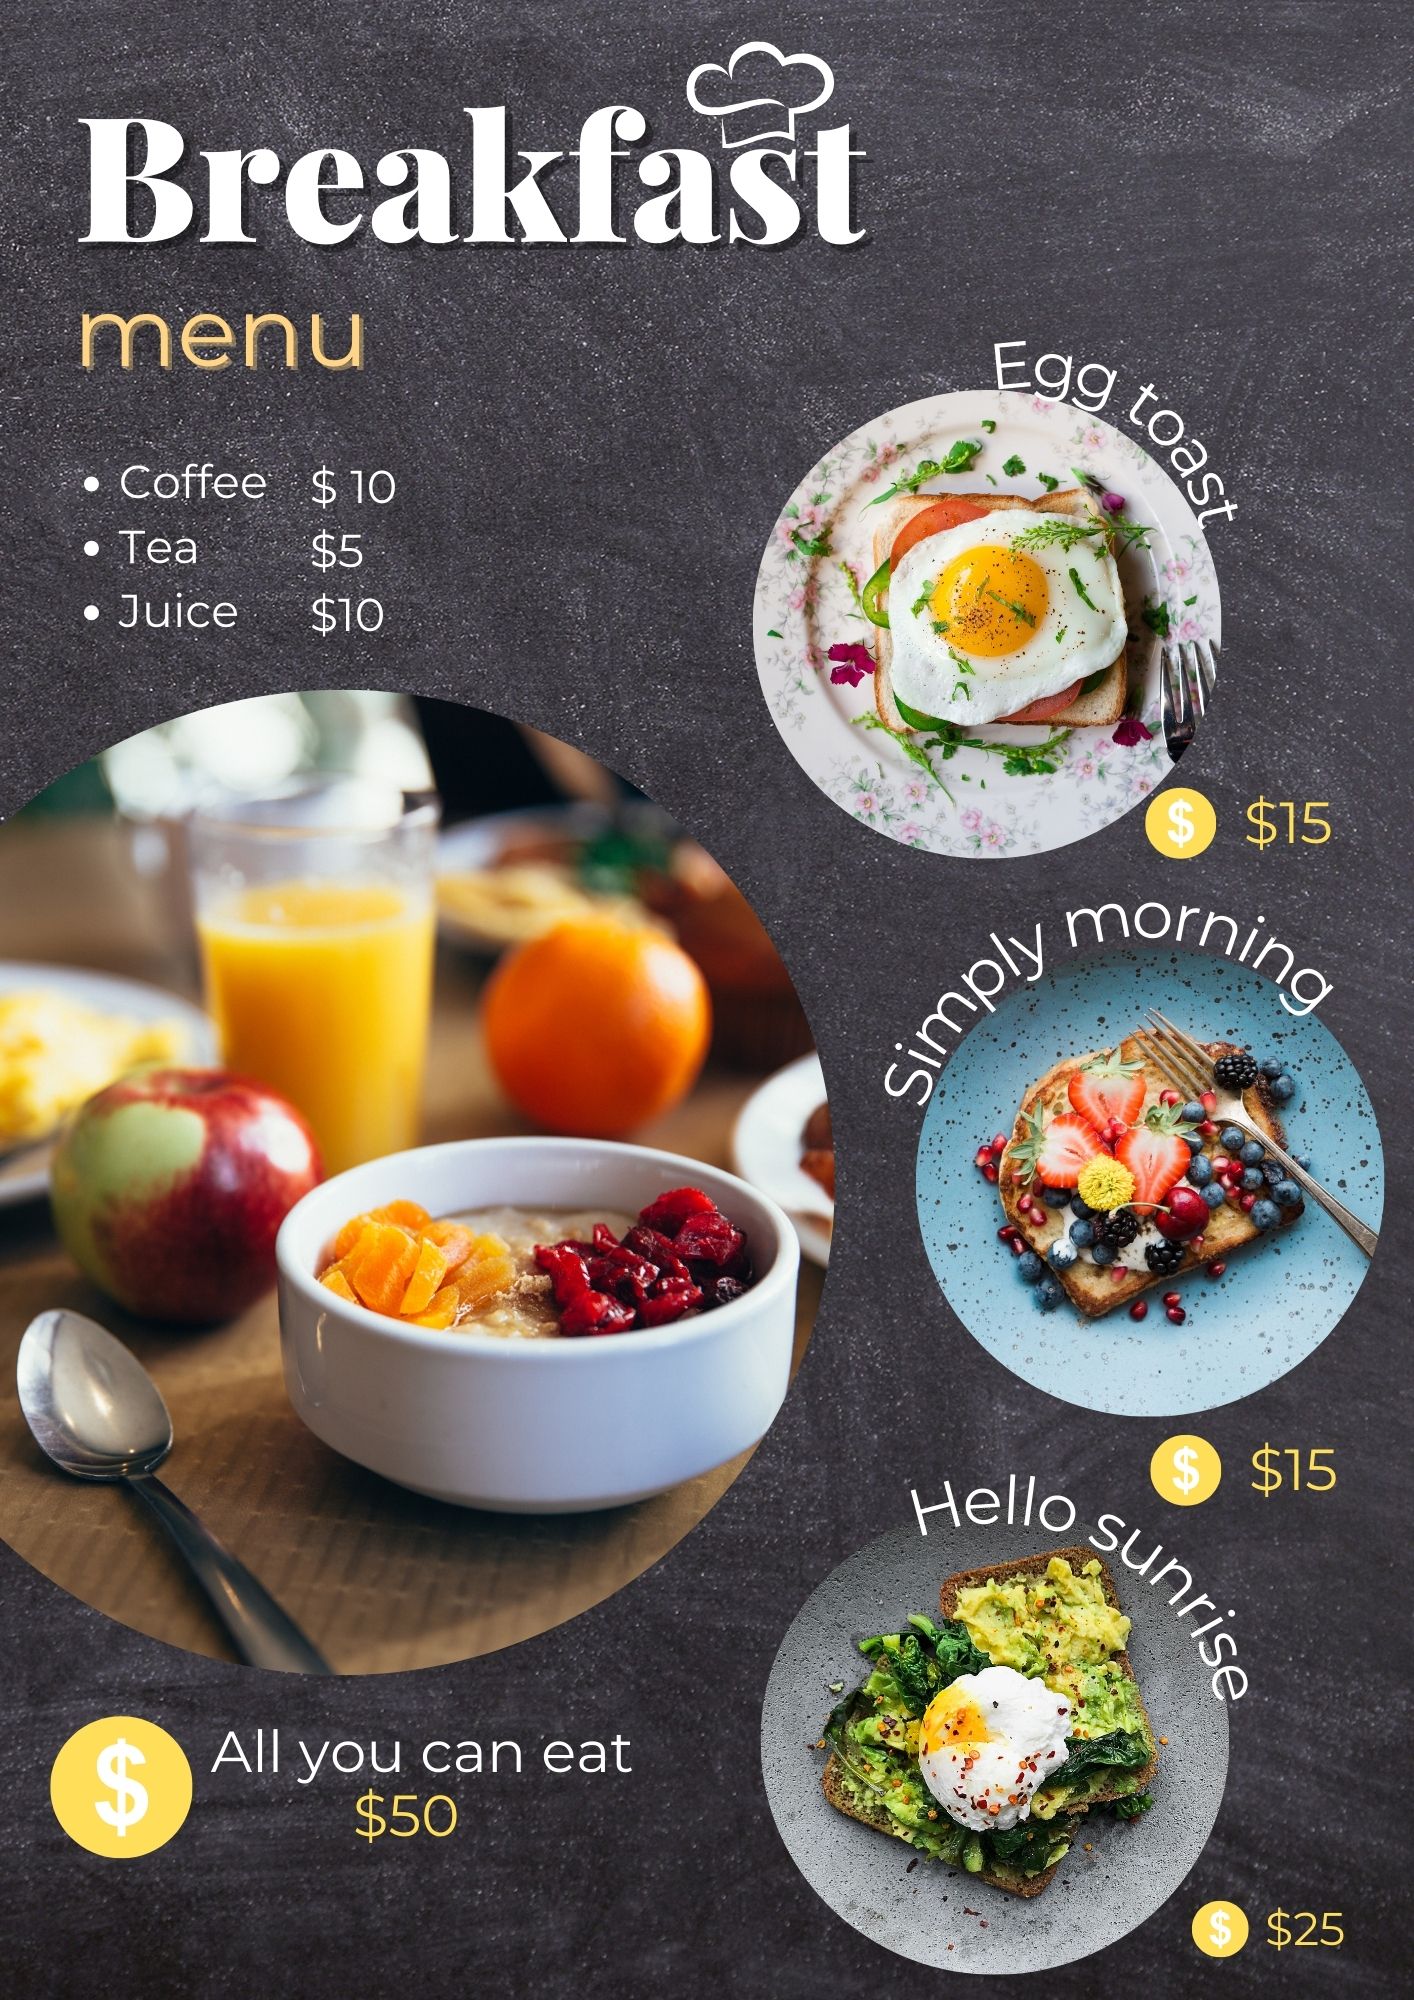 Breakfast
menu
• Coffee $ 10
• Tea $5
• Juice $10
Egg toast
$ $15
Simply morning
$ $15
Hello sunrise
$ $25
$ All you can eat
$50